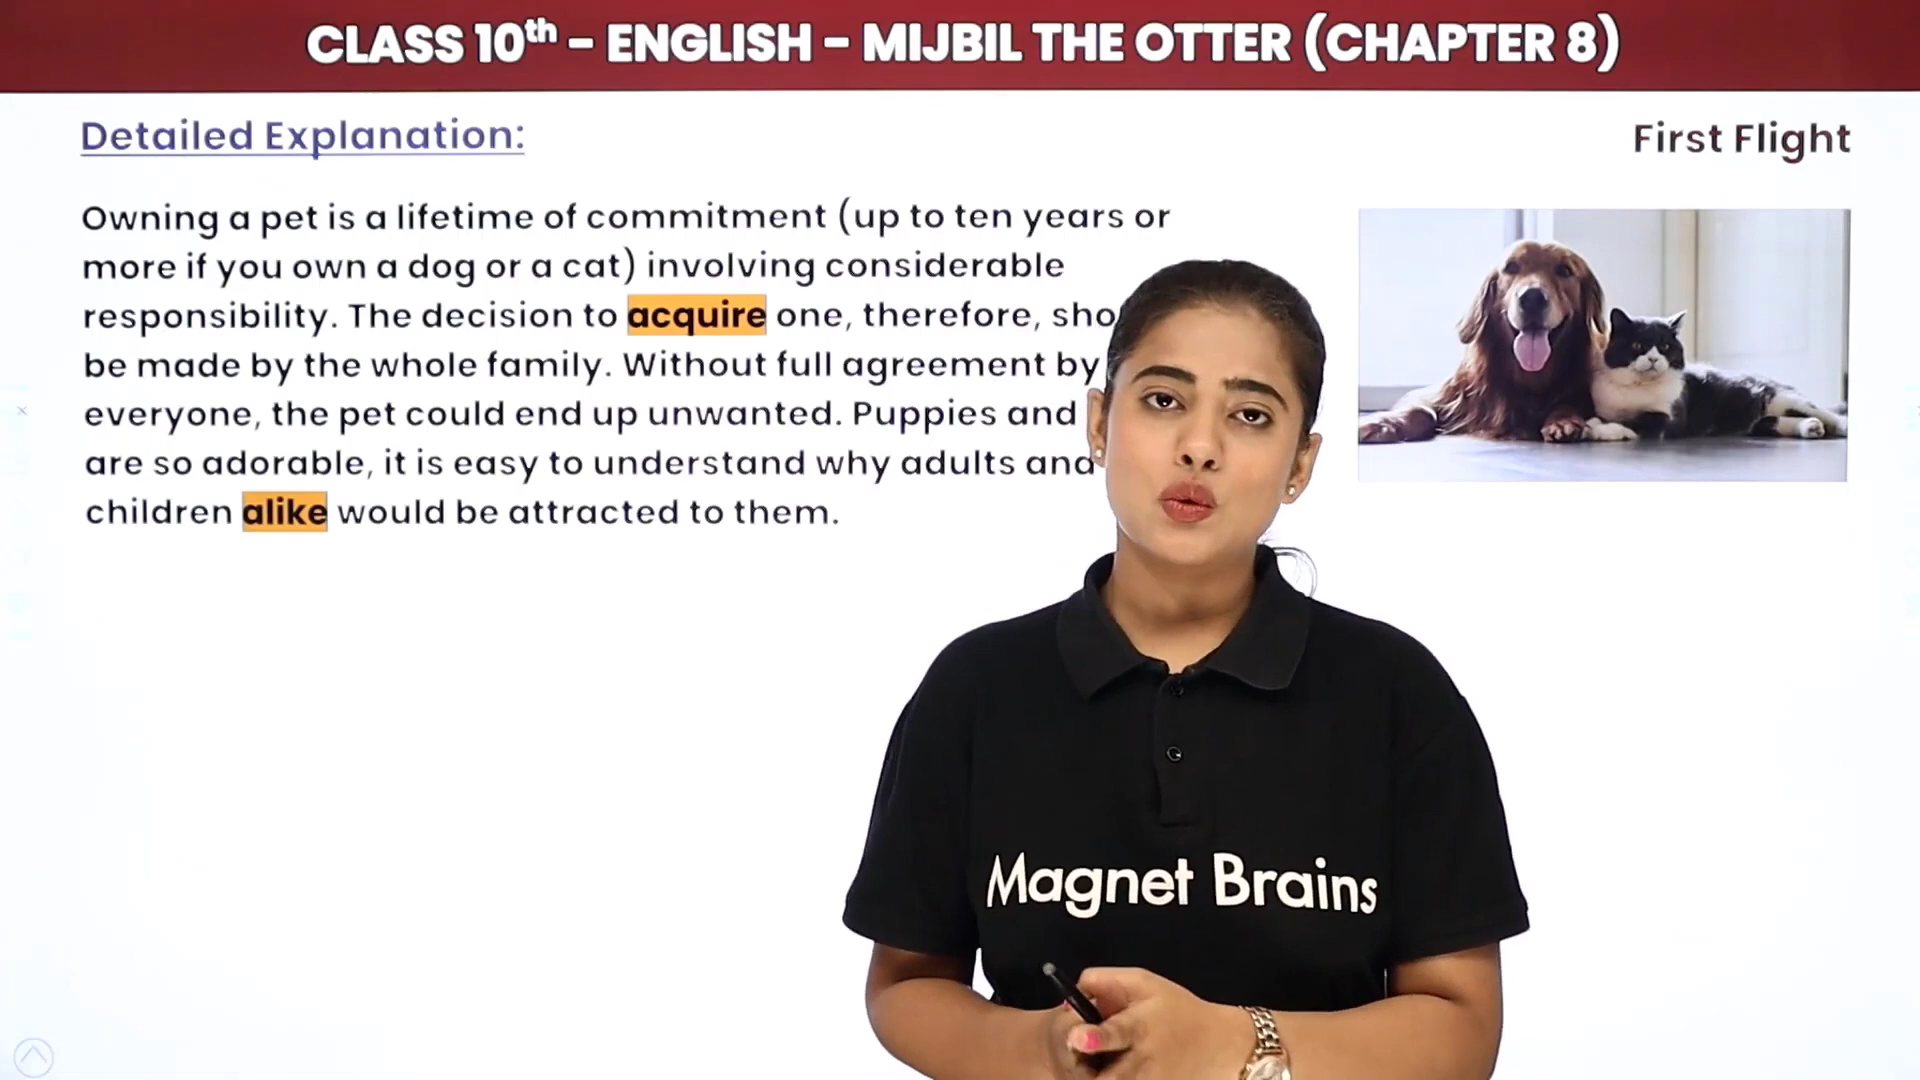 CLASS 10th – ENGLISH – MIJBIL THE OTTER (CHAPTER 8)
Detailed Explanation:
First Flight
Owning a pet is a lifetime of commitment (up to ten years or
more if you own a dog or a cat) involving considerable
responsibility. The decision to acquire one, therefore, sho
be made by the whole family. Without full agreement by
everyone, the pet could end up unwanted. Puppies and
are so adorable, it is easy to understand why adults and
children alike would be attracted to them.
Magnet Brains